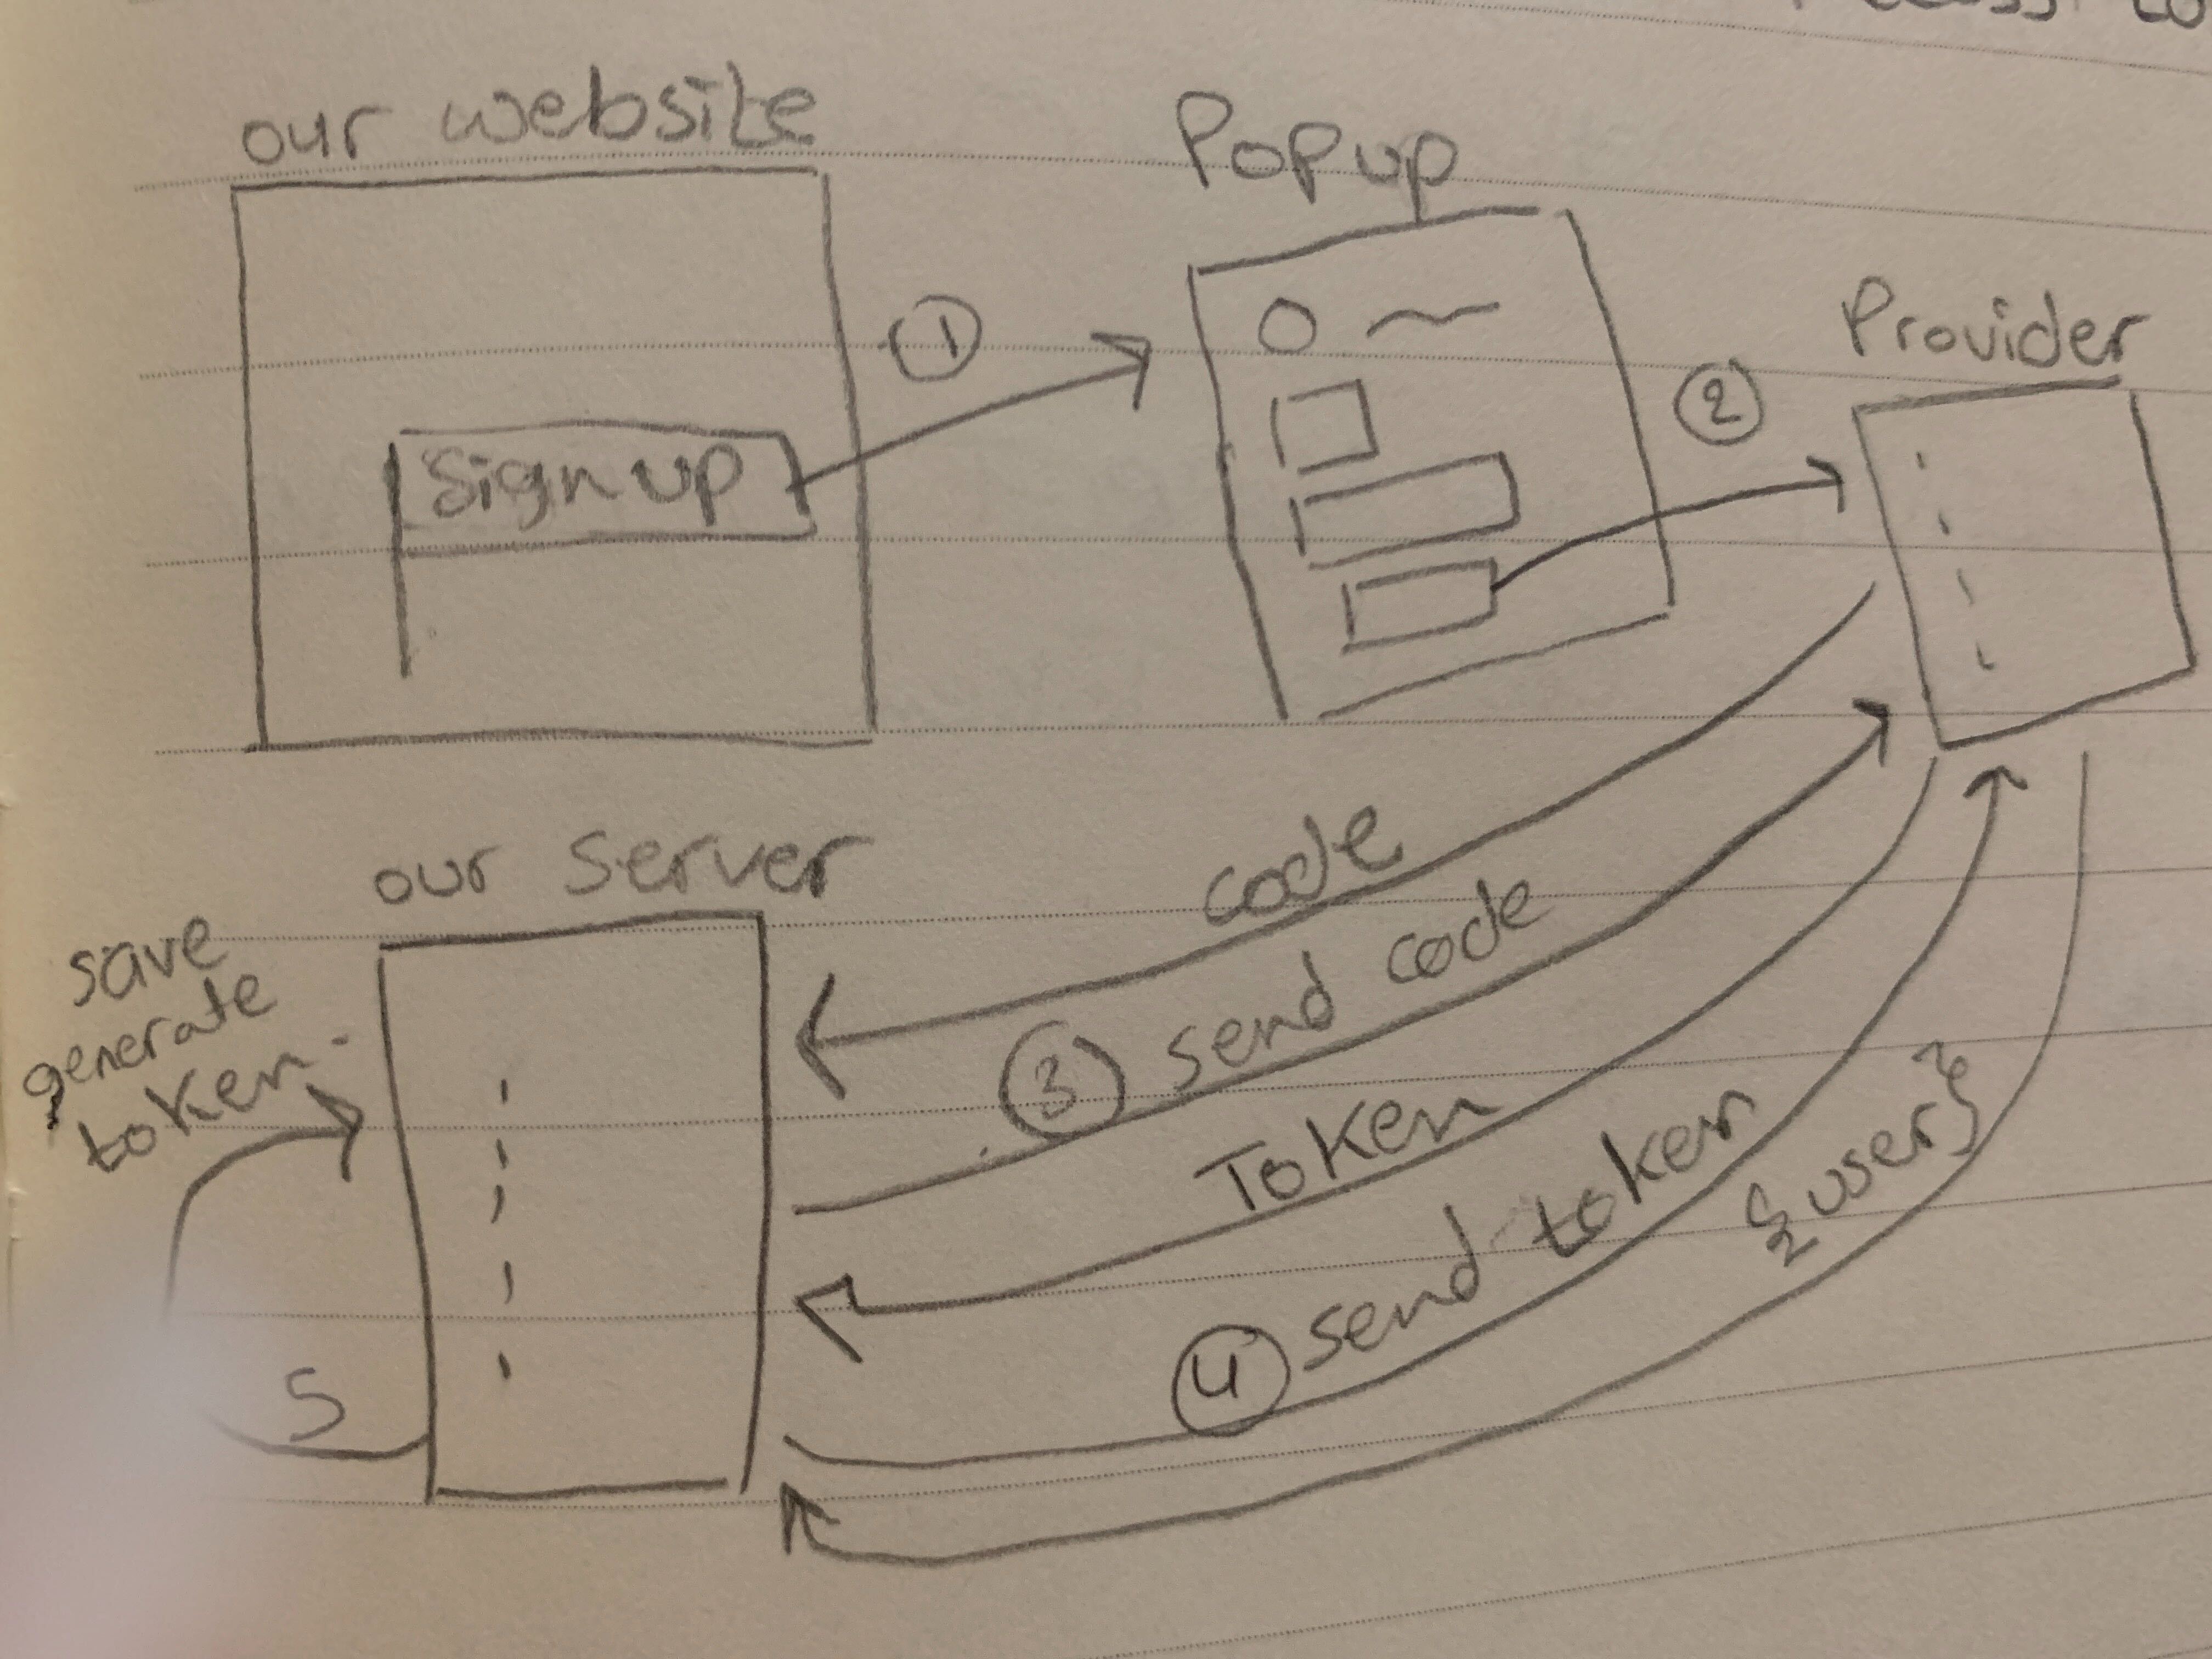 our website
Popup
Provider
①
②
Sign up
our server
code
save
generate
token
③ send code
Token
④ send token
{user}
5